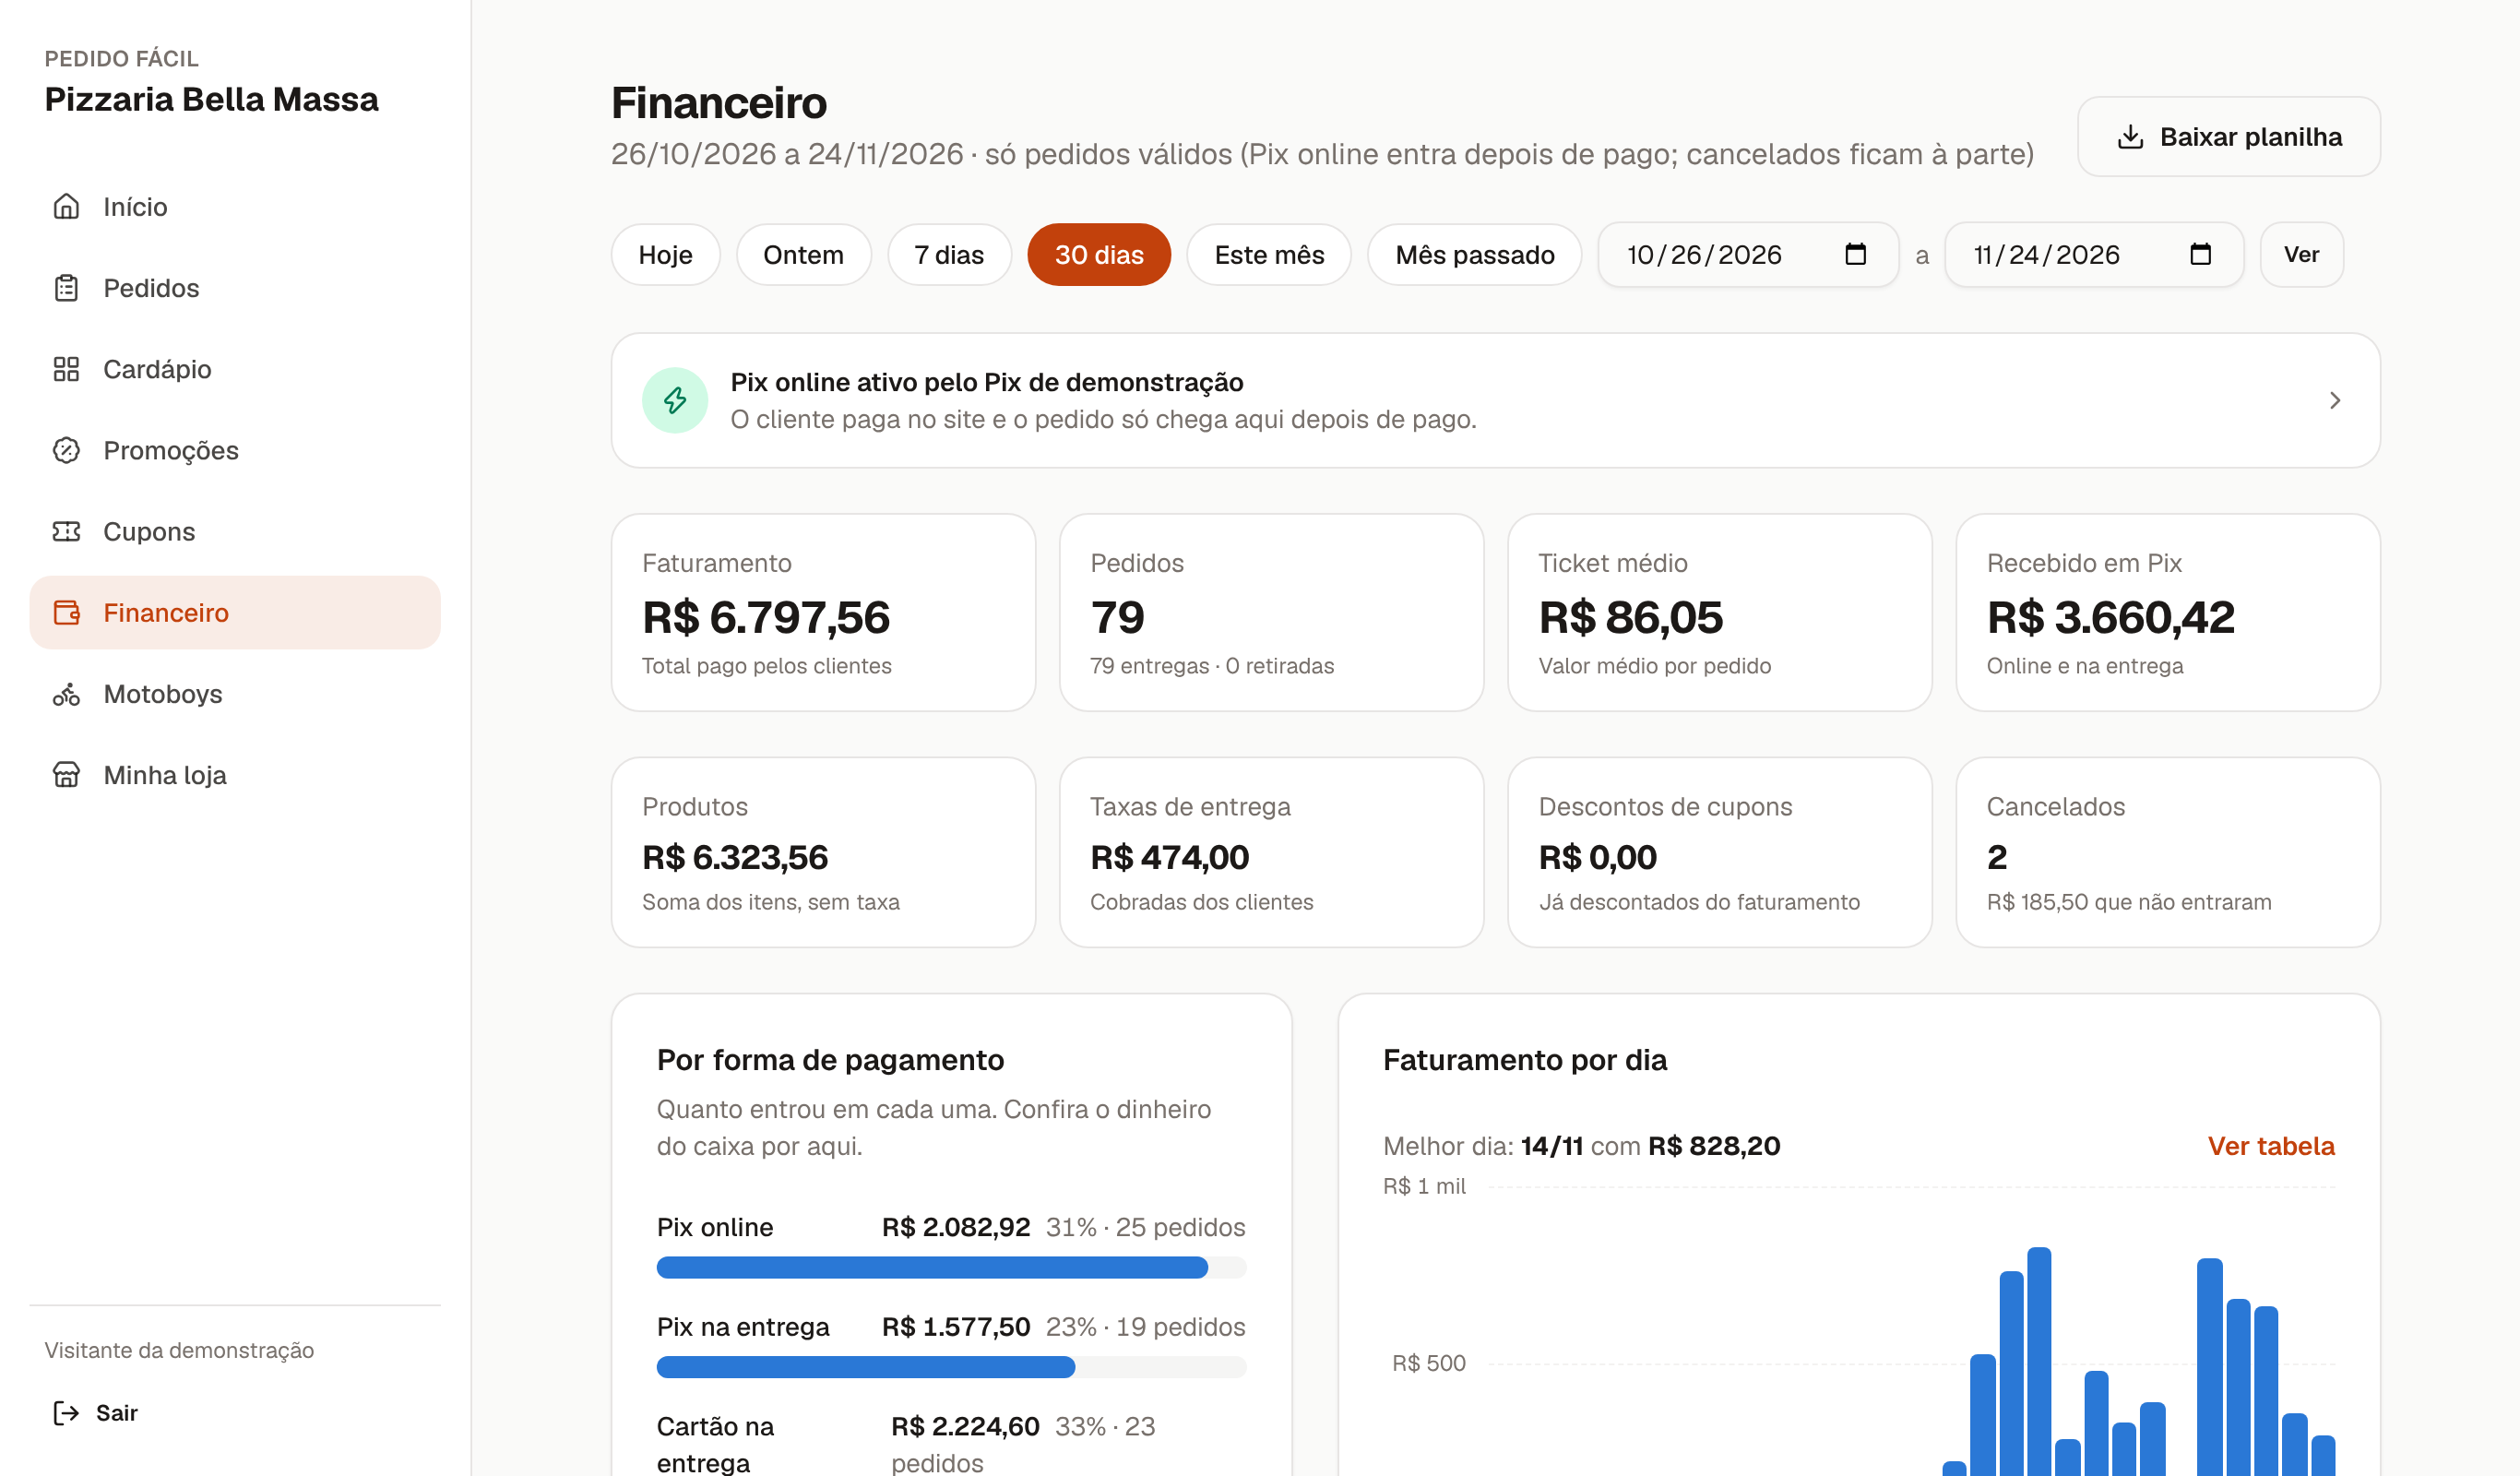 PEDIDO FÁCIL
Pizzaria Bella Massa
Início
Pedidos
Cardápio
Promoções
Cupons
Financeiro
Motoboys
Minha loja
Visitante da demonstração
Sair
Financeiro
26/10/2026 a 24/11/2026 · só pedidos válidos (Pix online entra depois de pago; cancelados ficam à parte)
Baixar planilha
Hoje
Ontem
7 dias
30 dias
Este mês
Mês passado
10/26/2026
a
11/24/2026
Ver
Pix online ativo pelo Pix de demonstração
O cliente paga no site e o pedido só chega aqui depois de pago.
Faturamento
R$ 6.797,56
Total pago pelos clientes
Pedidos
79
79 entregas · 0 retiradas
Ticket médio
R$ 86,05
Valor médio por pedido
Recebido em Pix
R$ 3.660,42
Online e na entrega
Produtos
R$ 6.323,56
Soma dos itens, sem taxa
Taxas de entrega
R$ 474,00
Cobradas dos clientes
Descontos de cupons
R$ 0,00
Já descontados do faturamento
Cancelados
2
R$ 185,50 que não entraram
Por forma de pagamento
Quanto entrou em cada uma. Confira o dinheiro
do caixa por aqui.
Pix online R$ 2.082,92 31% · 25 pedidos
Pix na entrega R$ 1.577,50 23% · 19 pedidos
Cartão na R$ 2.224,60 33% · 23
entrega pedidos
Faturamento por dia
Melhor dia: 14/11 com R$ 828,20
Ver tabela
R$ 1 mil
R$ 500